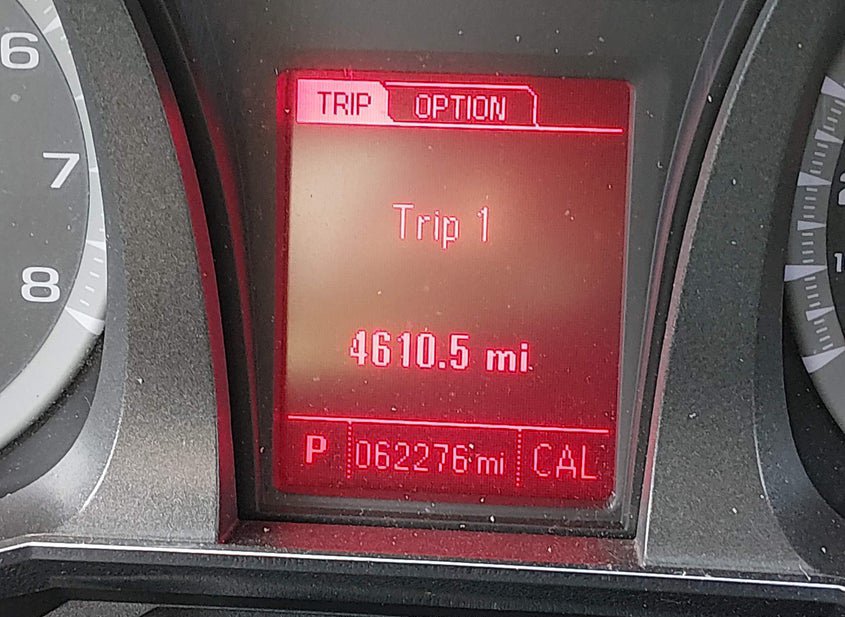 6
7
8
TRIP OPTION
Trip 1
4610.5 mi
P 062276 mi CAL